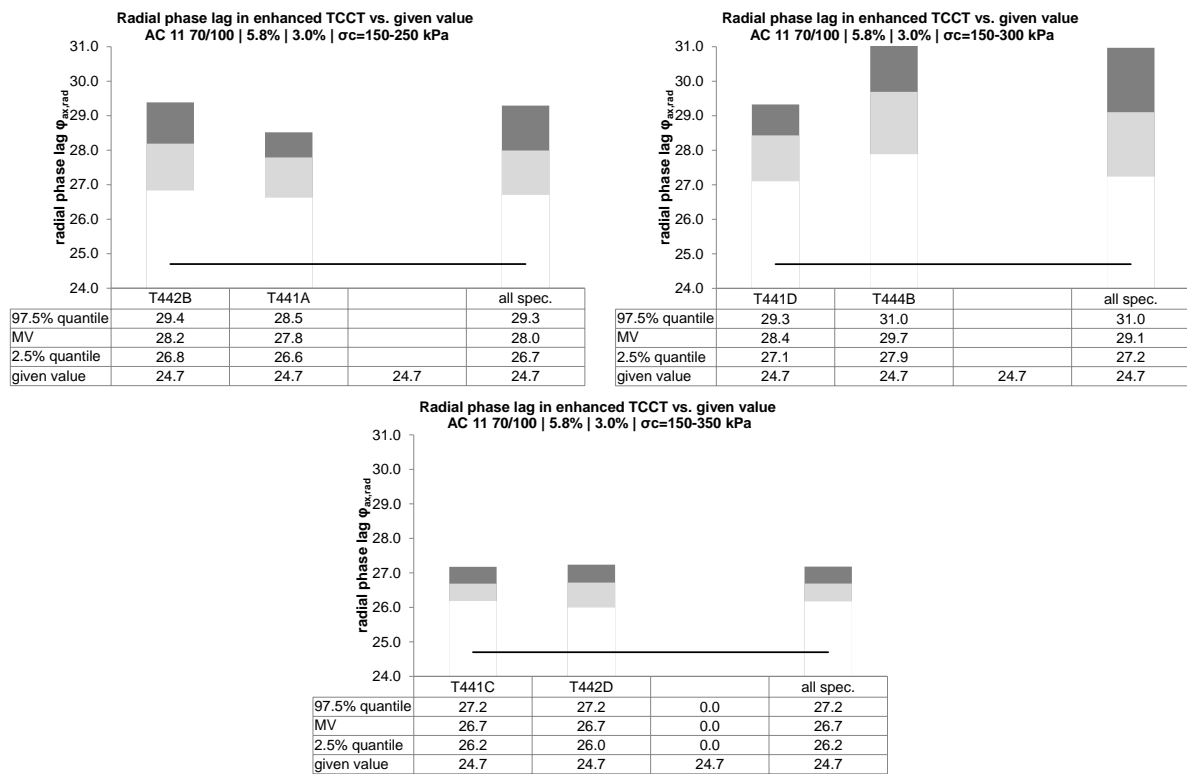 Radial phase lag in enhanced TCCT vs. given value
AC 11 70/100 | 5.8% | 3.0% | σc=150-250 kPa
radial phase lag φax,rad
31.0
30.0
29.0
28.0
27.0
26.0
25.0
24.0
T442B T441A all spec.
97.5% quantile 29.4 28.5 29.3
MV 28.2 27.8 28.0
2.5% quantile 26.8 26.6 26.7
given value 24.7 24.7 24.7 24.7
Radial phase lag in enhanced TCCT vs. given value
AC 11 70/100 | 5.8% | 3.0% | σc=150-300 kPa
radial phase lag φax,rad
31.0
30.0
29.0
28.0
27.0
26.0
25.0
24.0
T441D T444B all spec.
97.5% quantile 29.3 31.0 31.0
MV 28.4 29.7 29.1
2.5% quantile 27.1 27.9 27.2
given value 24.7 24.7 24.7 24.7
Radial phase lag in enhanced TCCT vs. given value
AC 11 70/100 | 5.8% | 3.0% | σc=150-350 kPa
radial phase lag φax,rad
31.0
30.0
29.0
28.0
27.0
26.0
25.0
24.0
T441C T442D all spec.
97.5% quantile 27.2 27.2 0.0 27.2
MV 26.7 26.7 0.0 26.7
2.5% quantile 26.2 26.0 0.0 26.2
given value 24.7 24.7 24.7 24.7